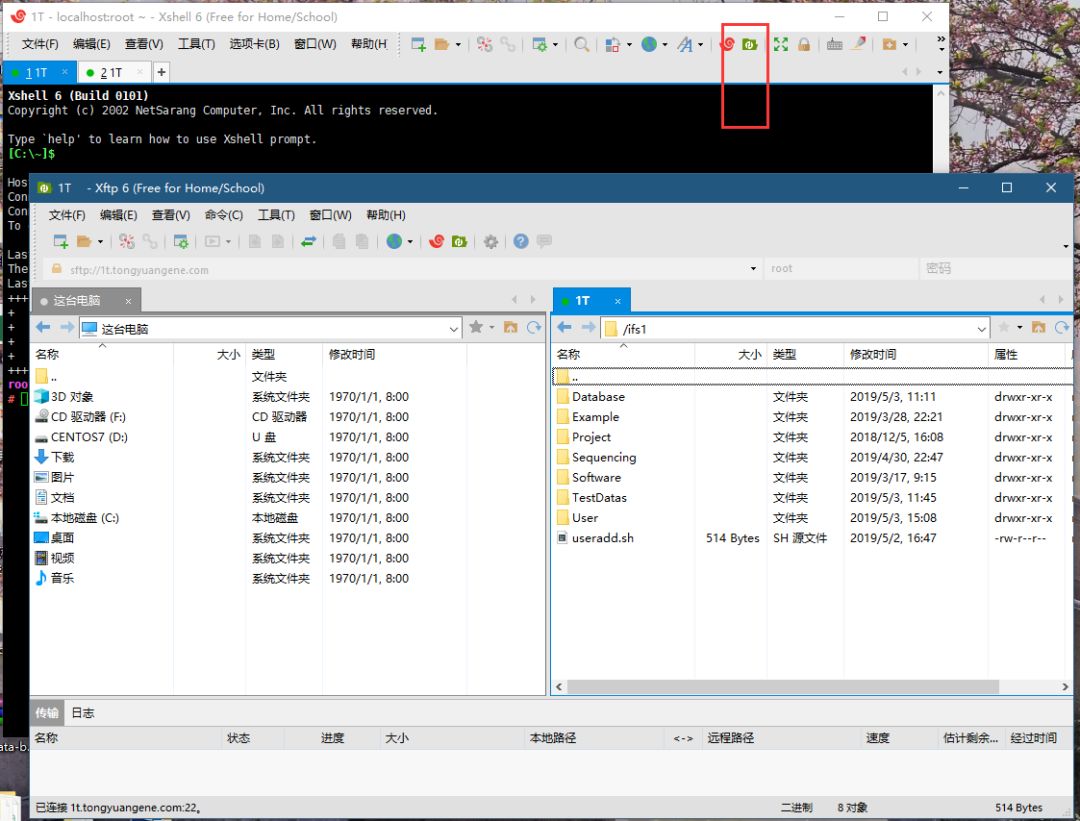 1T - localhost:root ~ - Xshell 6 (Free for Home/School)
文件(F) 编辑(E) 查看(V) 工具(T) 选项卡(B) 窗口(W) 帮助(H
1 1T × 2 1T × +
Xshell 6 (Build 0101)
Copyright (c) 2002 NetSarang Computer, Inc. All rights reserved.
Type `help' to learn how to use Xshell prompt.
[C:\~]$
Hos
Con
Con
To
Las
The
Las
+++
+
+
+
+
+++
roo
#
1T - Xftp 6 (Free for Home/School)
文件(F) 编辑(E) 查看(V) 命令(C) 工具(T) 窗口(W) 帮助(H)
sftp://1t.tongyuangene.com root 密码
这台电脑 × 1T ×
这台电脑 /ifs1
名称 大小 类型 修改时间 名称 大小 类型 修改时间 属性
.. 文件夹 ..
3D 对象 系统文件夹 1970/1/1, 8:00 Database 文件夹 2019/5/3, 11:11 drwxr-xr-x
CD 驱动器 (F:) CD 驱动器 1970/1/1, 8:00 Example 文件夹 2019/3/28, 22:21 drwxr-xr-x
CENTOS7 (D:) U 盘 1970/1/1, 8:00 Project 文件夹 2018/12/5, 16:08 drwxr-xr-x
下载 系统文件夹 1970/1/1, 8:00 Sequencing 文件夹 2019/4/30, 22:47 drwxr-xr-x
图片 系统文件夹 1970/1/1, 8:00 Software 文件夹 2019/3/17, 9:15 drwxr-xr-x
文档 系统文件夹 1970/1/1, 8:00 TestDatas 文件夹 2019/5/3, 11:45 drwxr-xr-x
本地磁盘 (C:) 本地磁盘 1970/1/1, 8:00 User 文件夹 2019/5/3, 15:08 drwxr-xr-x
桌面 系统文件夹 1970/1/1, 8:00 useradd.sh 514 Bytes SH 源文件 2019/5/2, 16:47 -rw-r--r--
视频 系统文件夹 1970/1/1, 8:00
音乐 系统文件夹 1970/1/1, 8:00
传输 日志
名称 状态 进度 大小 本地路径 <-> 远程路径 速度 估计剩余... 经过时间
ata-b.
已连接 1t.tongyuangene.com:22。 二进制 8 对象 514 Bytes